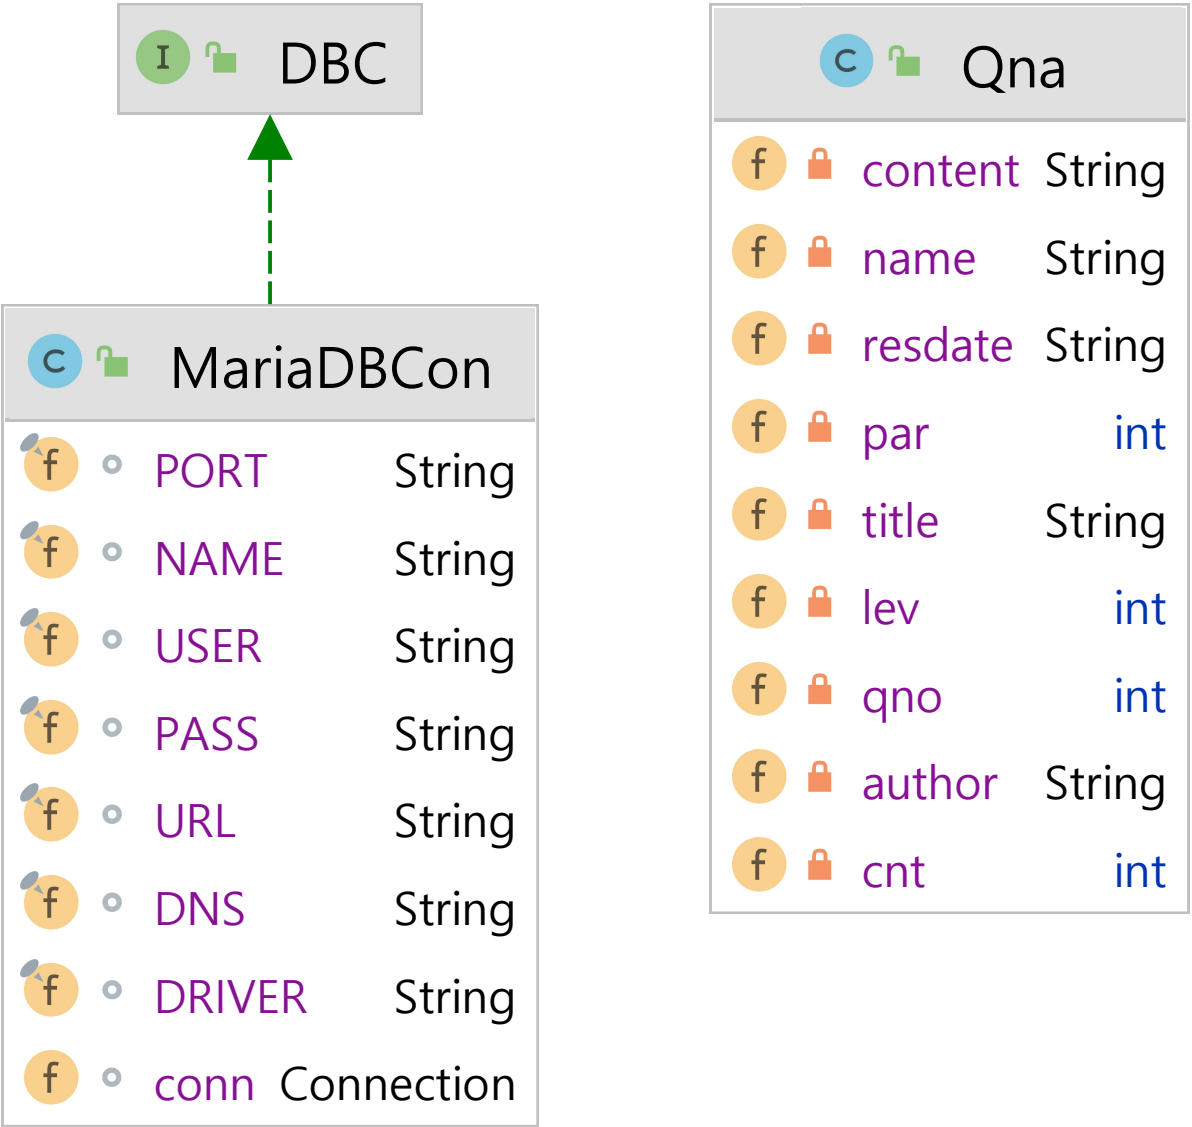 I DBC
C MariaDBCon
f PORT String
f NAME String
f USER String
f PASS String
f URL String
f DNS String
f DRIVER String
f conn Connection
C Qna
f content String
f name String
f resdate String
f par int
f title String
f lev int
f qno int
f author String
f cnt int